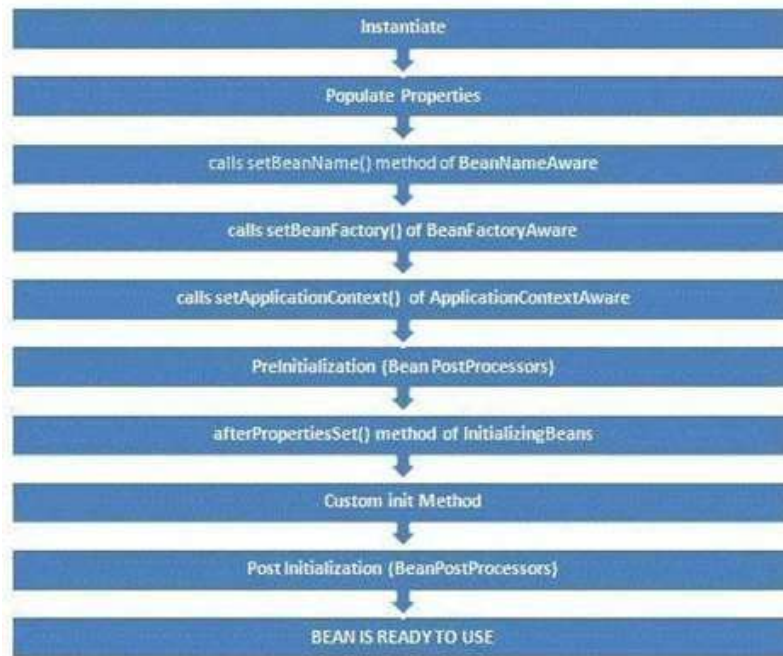 Instantiate
Populate Properties
calls setBeanName() method of BeanNameAware
calls setBeanFactory() of BeanFactoryAware
calls setApplicationContext() of ApplicationContextAware
PreInitialization (Bean PostProcessors)
afterPropertiesSet() method of InitializingBeans
Custom init Method
Post Initialization (BeanPostProcessors)
BEAN IS READY TO USE